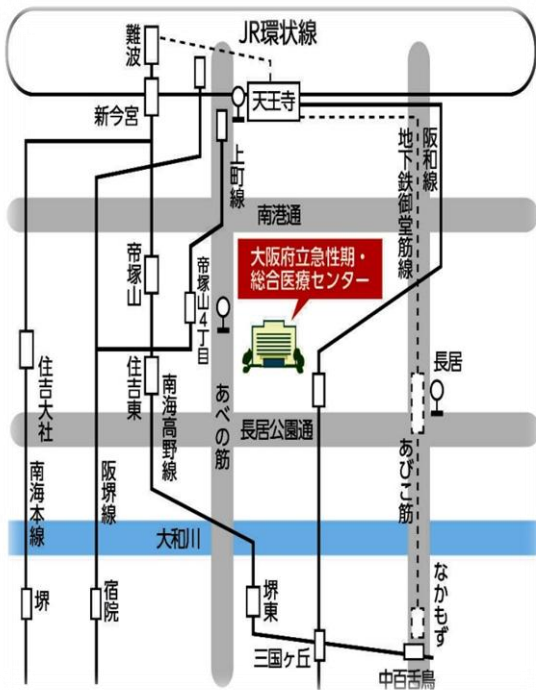 JR環状線
難波
天王寺
新今宮
上町線
地下鉄御堂筋線
阪和線
南港通
大阪府立急性期・
総合医療センター
帝塚山
帝塚山4丁目
住吉大社
住吉東
南海高野線
あべの筋
長居
長居公園通
あびこ筋
南海本線
阪堺線
大和川
堺
宿院
堺東
なかもず
三国ヶ丘
中百舌鳥